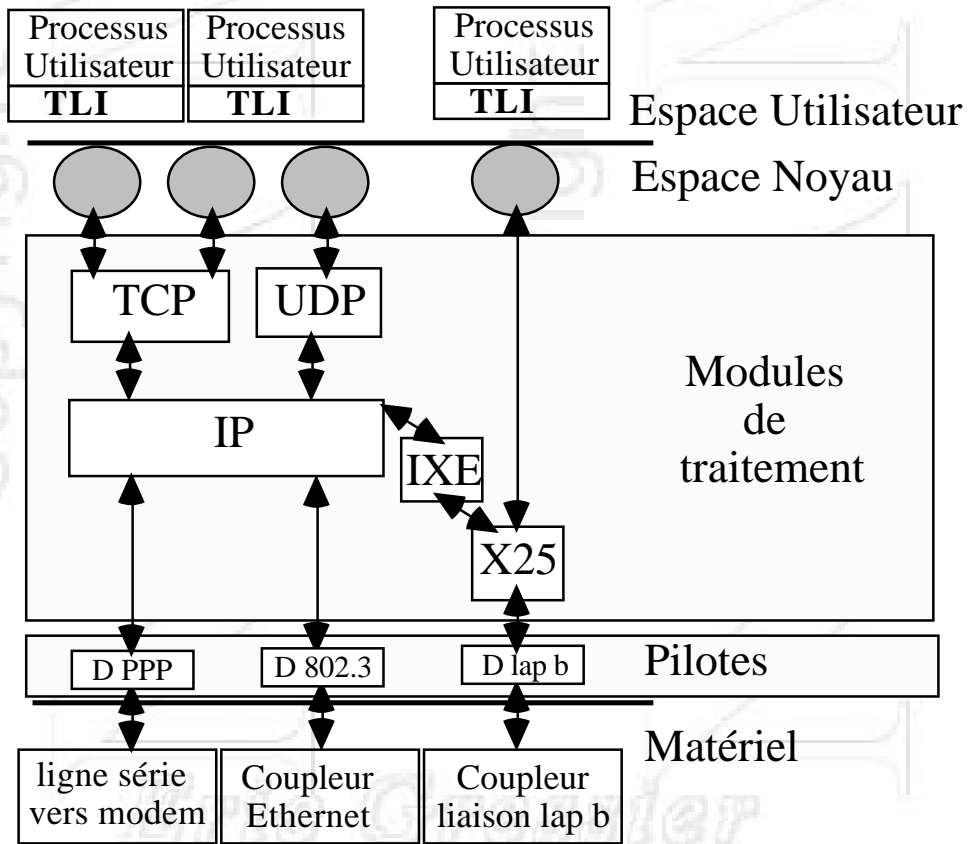 Processus
Utilisateur
TLI
Processus
Utilisateur
TLI
Processus
Utilisateur
TLI
Espace Utilisateur
Espace Noyau
TCP
UDP
IP
IXE
X25
Modules
de
traitement
D PPP
D 802.3
D lap b
Pilotes
Matériel
ligne série
vers modem
Coupleur
Ethernet
Coupleur
liaison lap b